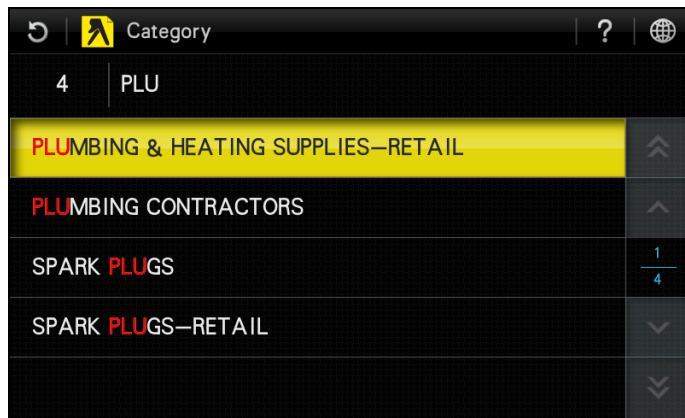 Category ?
4 PLU
PLUMBING & HEATING SUPPLIES–RETAIL
PLUMBING CONTRACTORS
SPARK PLUGS
1
4
SPARK PLUGS–RETAIL